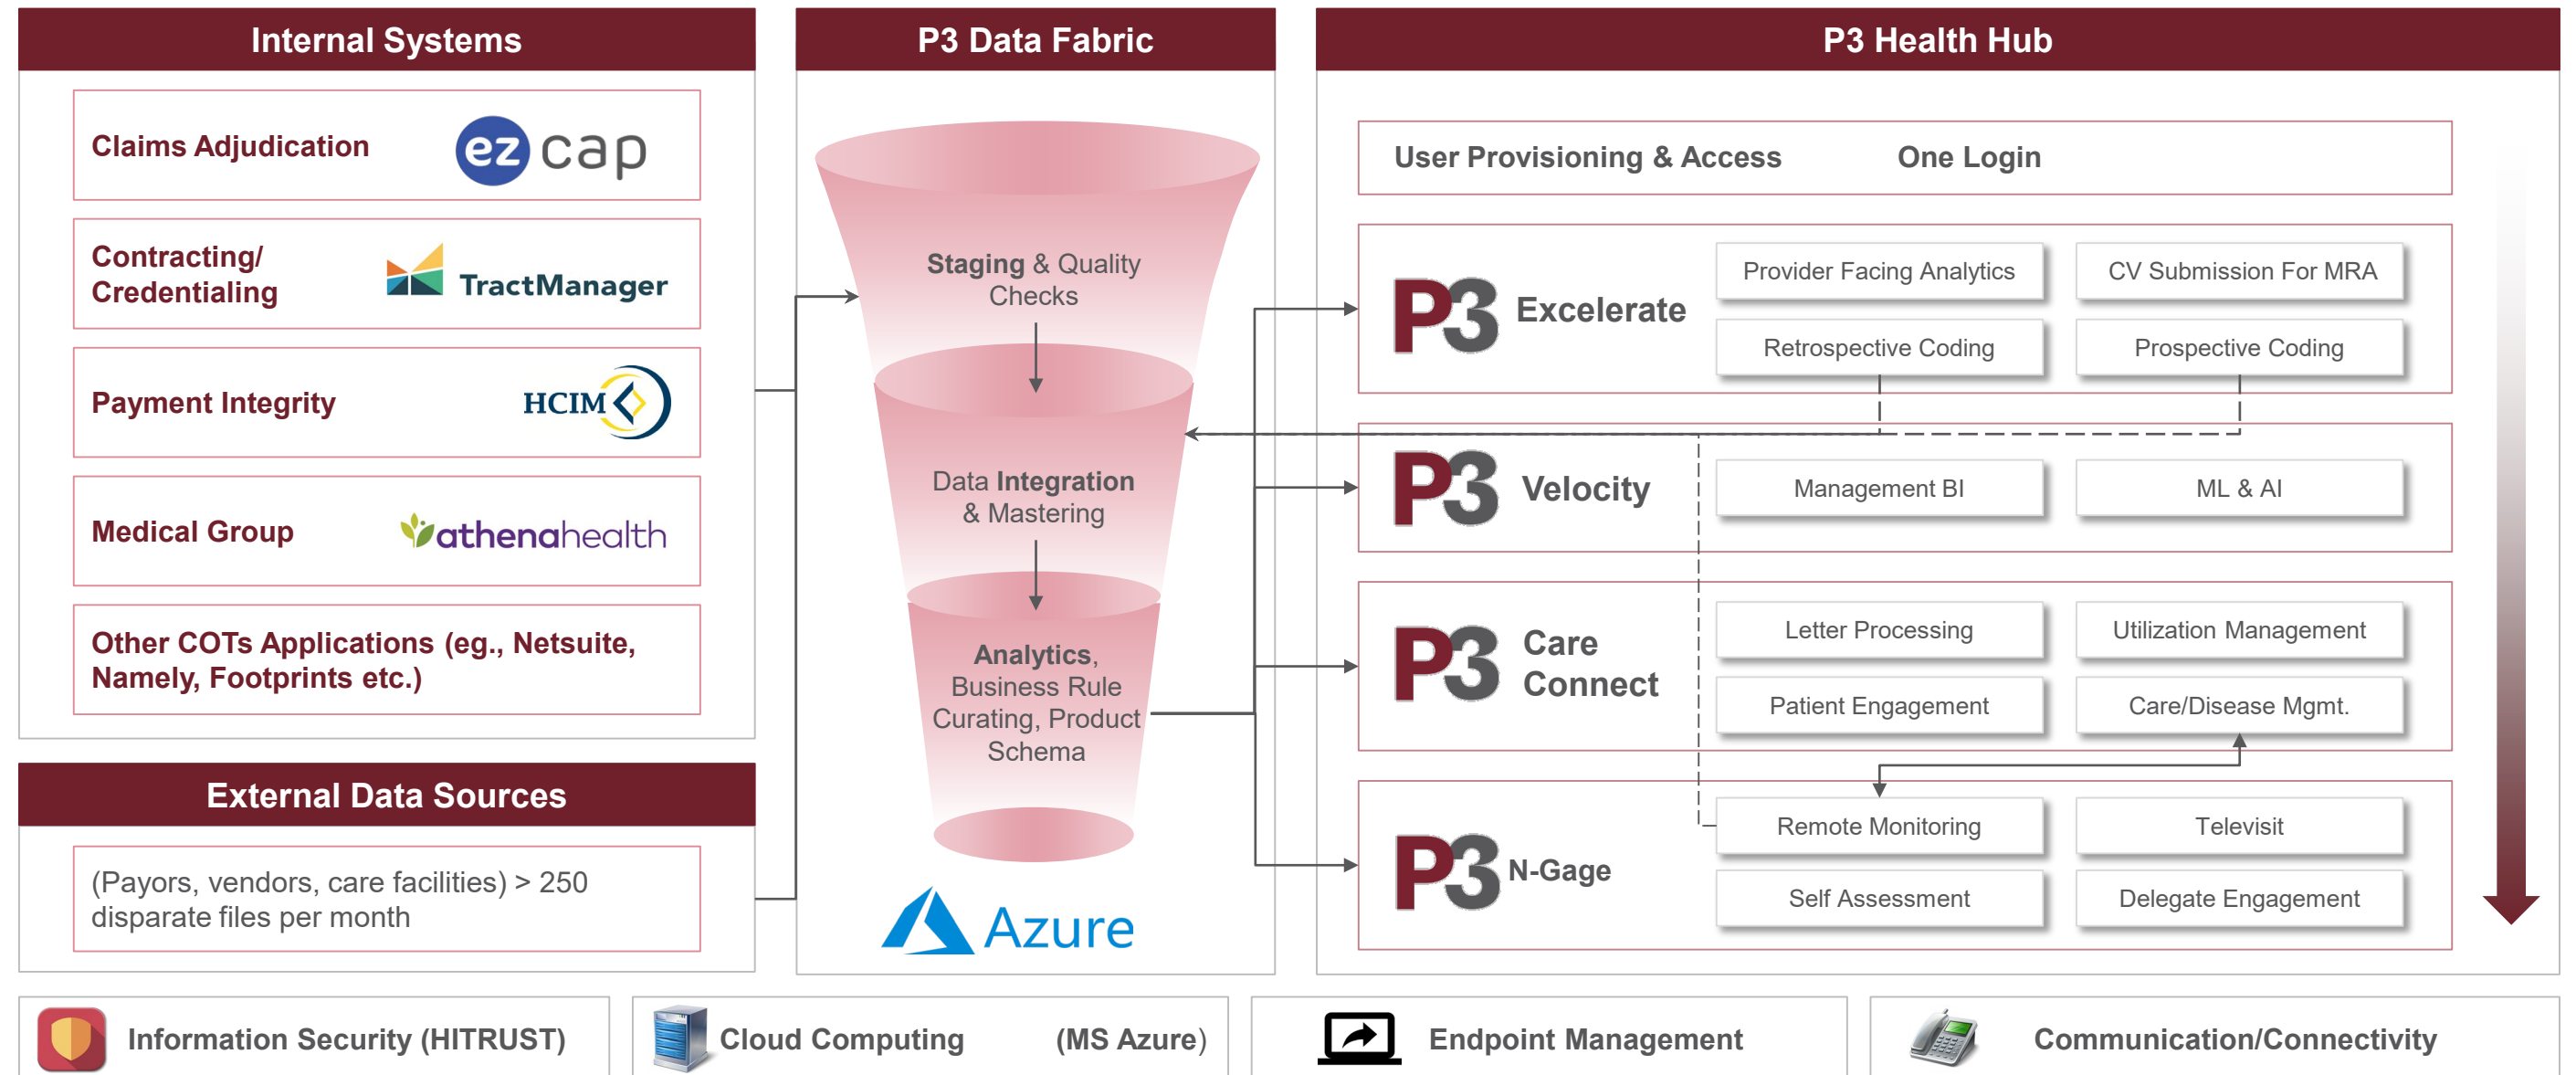 Internal Systems
Claims Adjudication
ez cap
Contracting/
Credentialing
TractManager
Payment Integrity
HCIM
Medical Group
athenahealth
Other COTs Applications (eg., Netsuite,
Namely, Footprints etc.)
External Data Sources
(Payors, vendors, care facilities) > 250
disparate files per month
P3 Data Fabric
Staging & Quality
Checks
Data Integration
& Mastering
Analytics,
Business Rule
Curating, Product
Schema
Azure
P3 Health Hub
User Provisioning & Access
One Login
P3 Excelerate
Provider Facing Analytics
CV Submission For MRA
Retrospective Coding
Prospective Coding
P3 Velocity
Management BI
ML & AI
P3 Care
Connect
Letter Processing
Utilization Management
Patient Engagement
Care/Disease Mgmt.
P3 N-Gage
Remote Monitoring
Televisit
Self Assessment
Delegate Engagement
Information Security (HITRUST)
Cloud Computing (MS Azure)
Endpoint Management
Communication/Connectivity